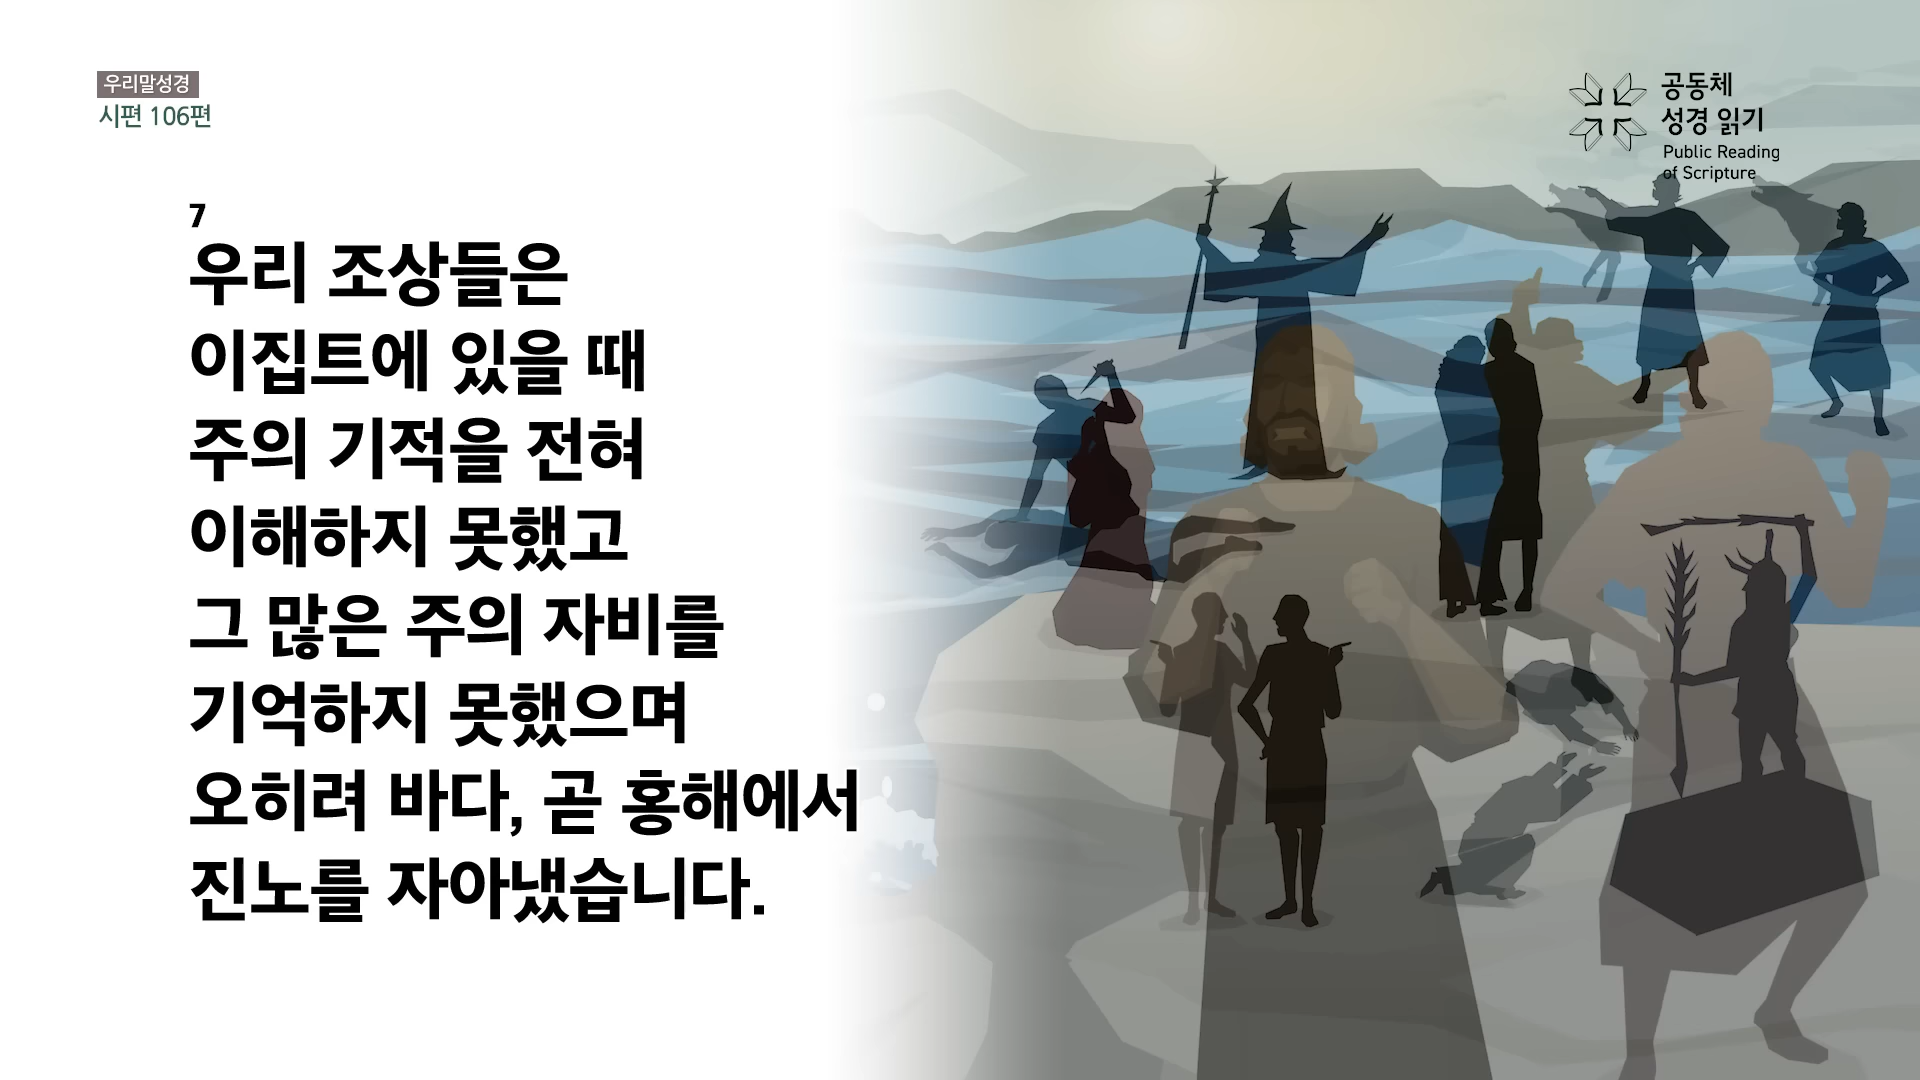 우리말성경
시편 106편
공동체
성경 읽기
Public Reading
of Scripture
7
우리 조상들은
이집트에 있을 때
주의 기적을 전혀
이해하지 못했고
그 많은 주의 자비를
기억하지 못했으며
오히려 바다, 곧 홍해에서
진노를 자아냈습니다.